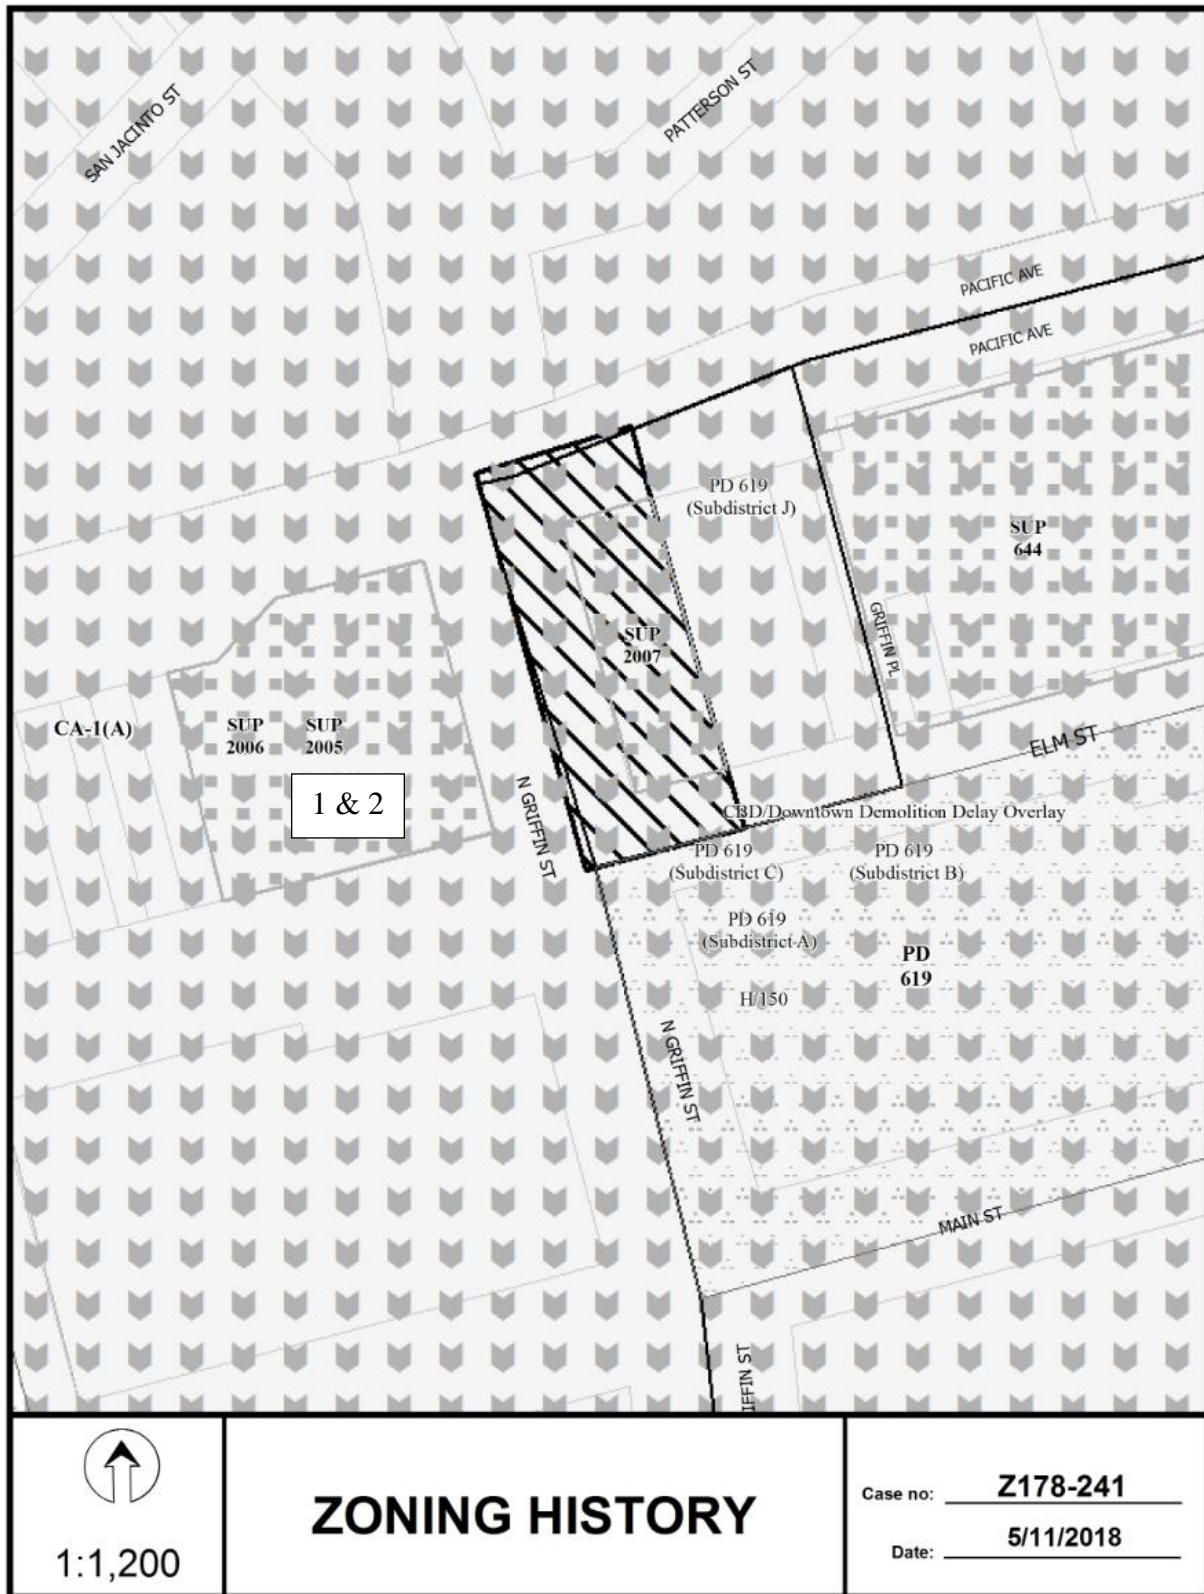 SAN JACINTO ST
PATTERSON ST
PACIFIC AVE
PACIFIC AVE
PD 619
(Subdistrict J)
SUP
644
GRIFFIN PL
SUP
2007
CA-1(A)
SUP
2006
SUP
2005
1 & 2
N GRIFFIN ST
ELM ST
CBD/Downtown Demolition Delay Overlay
PD 619
(Subdistrict C)
PD 619
(Subdistrict B)
PD 619
(Subdistrict A)
PD
619
H/150
N GRIFFIN ST
MAIN ST
IFFIN ST
1:1,200
ZONING HISTORY
Case no: Z178-241
Date: 5/11/2018